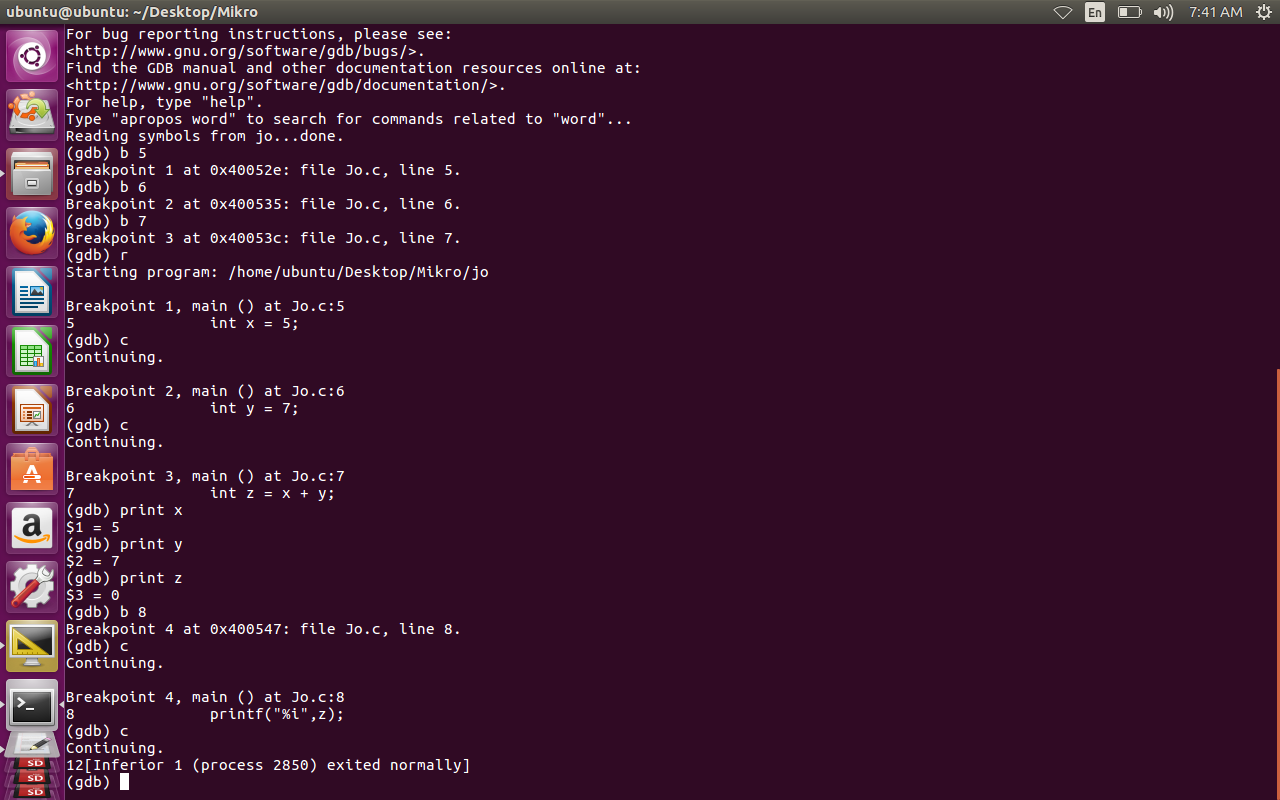 ubuntu@ubuntu: ~/Desktop/Mikro
En
7:41 AM
For bug reporting instructions, please see:
<http://www.gnu.org/software/gdb/bugs/>.
Find the GDB manual and other documentation resources online at:
<http://www.gnu.org/software/gdb/documentation/>.
For help, type "help".
Type "apropos word" to search for commands related to "word"...
Reading symbols from jo...done.
(gdb) b 5
Breakpoint 1 at 0x40052e: file Jo.c, line 5.
(gdb) b 6
Breakpoint 2 at 0x400535: file Jo.c, line 6.
(gdb) b 7
Breakpoint 3 at 0x40053c: file Jo.c, line 7.
(gdb) r
Starting program: /home/ubuntu/Desktop/Mikro/jo
Breakpoint 1, main () at Jo.c:5
5               int x = 5;
(gdb) c
Continuing.
Breakpoint 2, main () at Jo.c:6
6               int y = 7;
(gdb) c
Continuing.
Breakpoint 3, main () at Jo.c:7
7               int z = x + y;
(gdb) print x
$1 = 5
(gdb) print y
$2 = 7
(gdb) print z
$3 = 0
(gdb) b 8
Breakpoint 4 at 0x400547: file Jo.c, line 8.
(gdb) c
Continuing.
Breakpoint 4, main () at Jo.c:8
8               printf("%i",z);
(gdb) c
Continuing.
12[Inferior 1 (process 2850) exited normally]
(gdb)
A
a
>_
SD
SD
SD